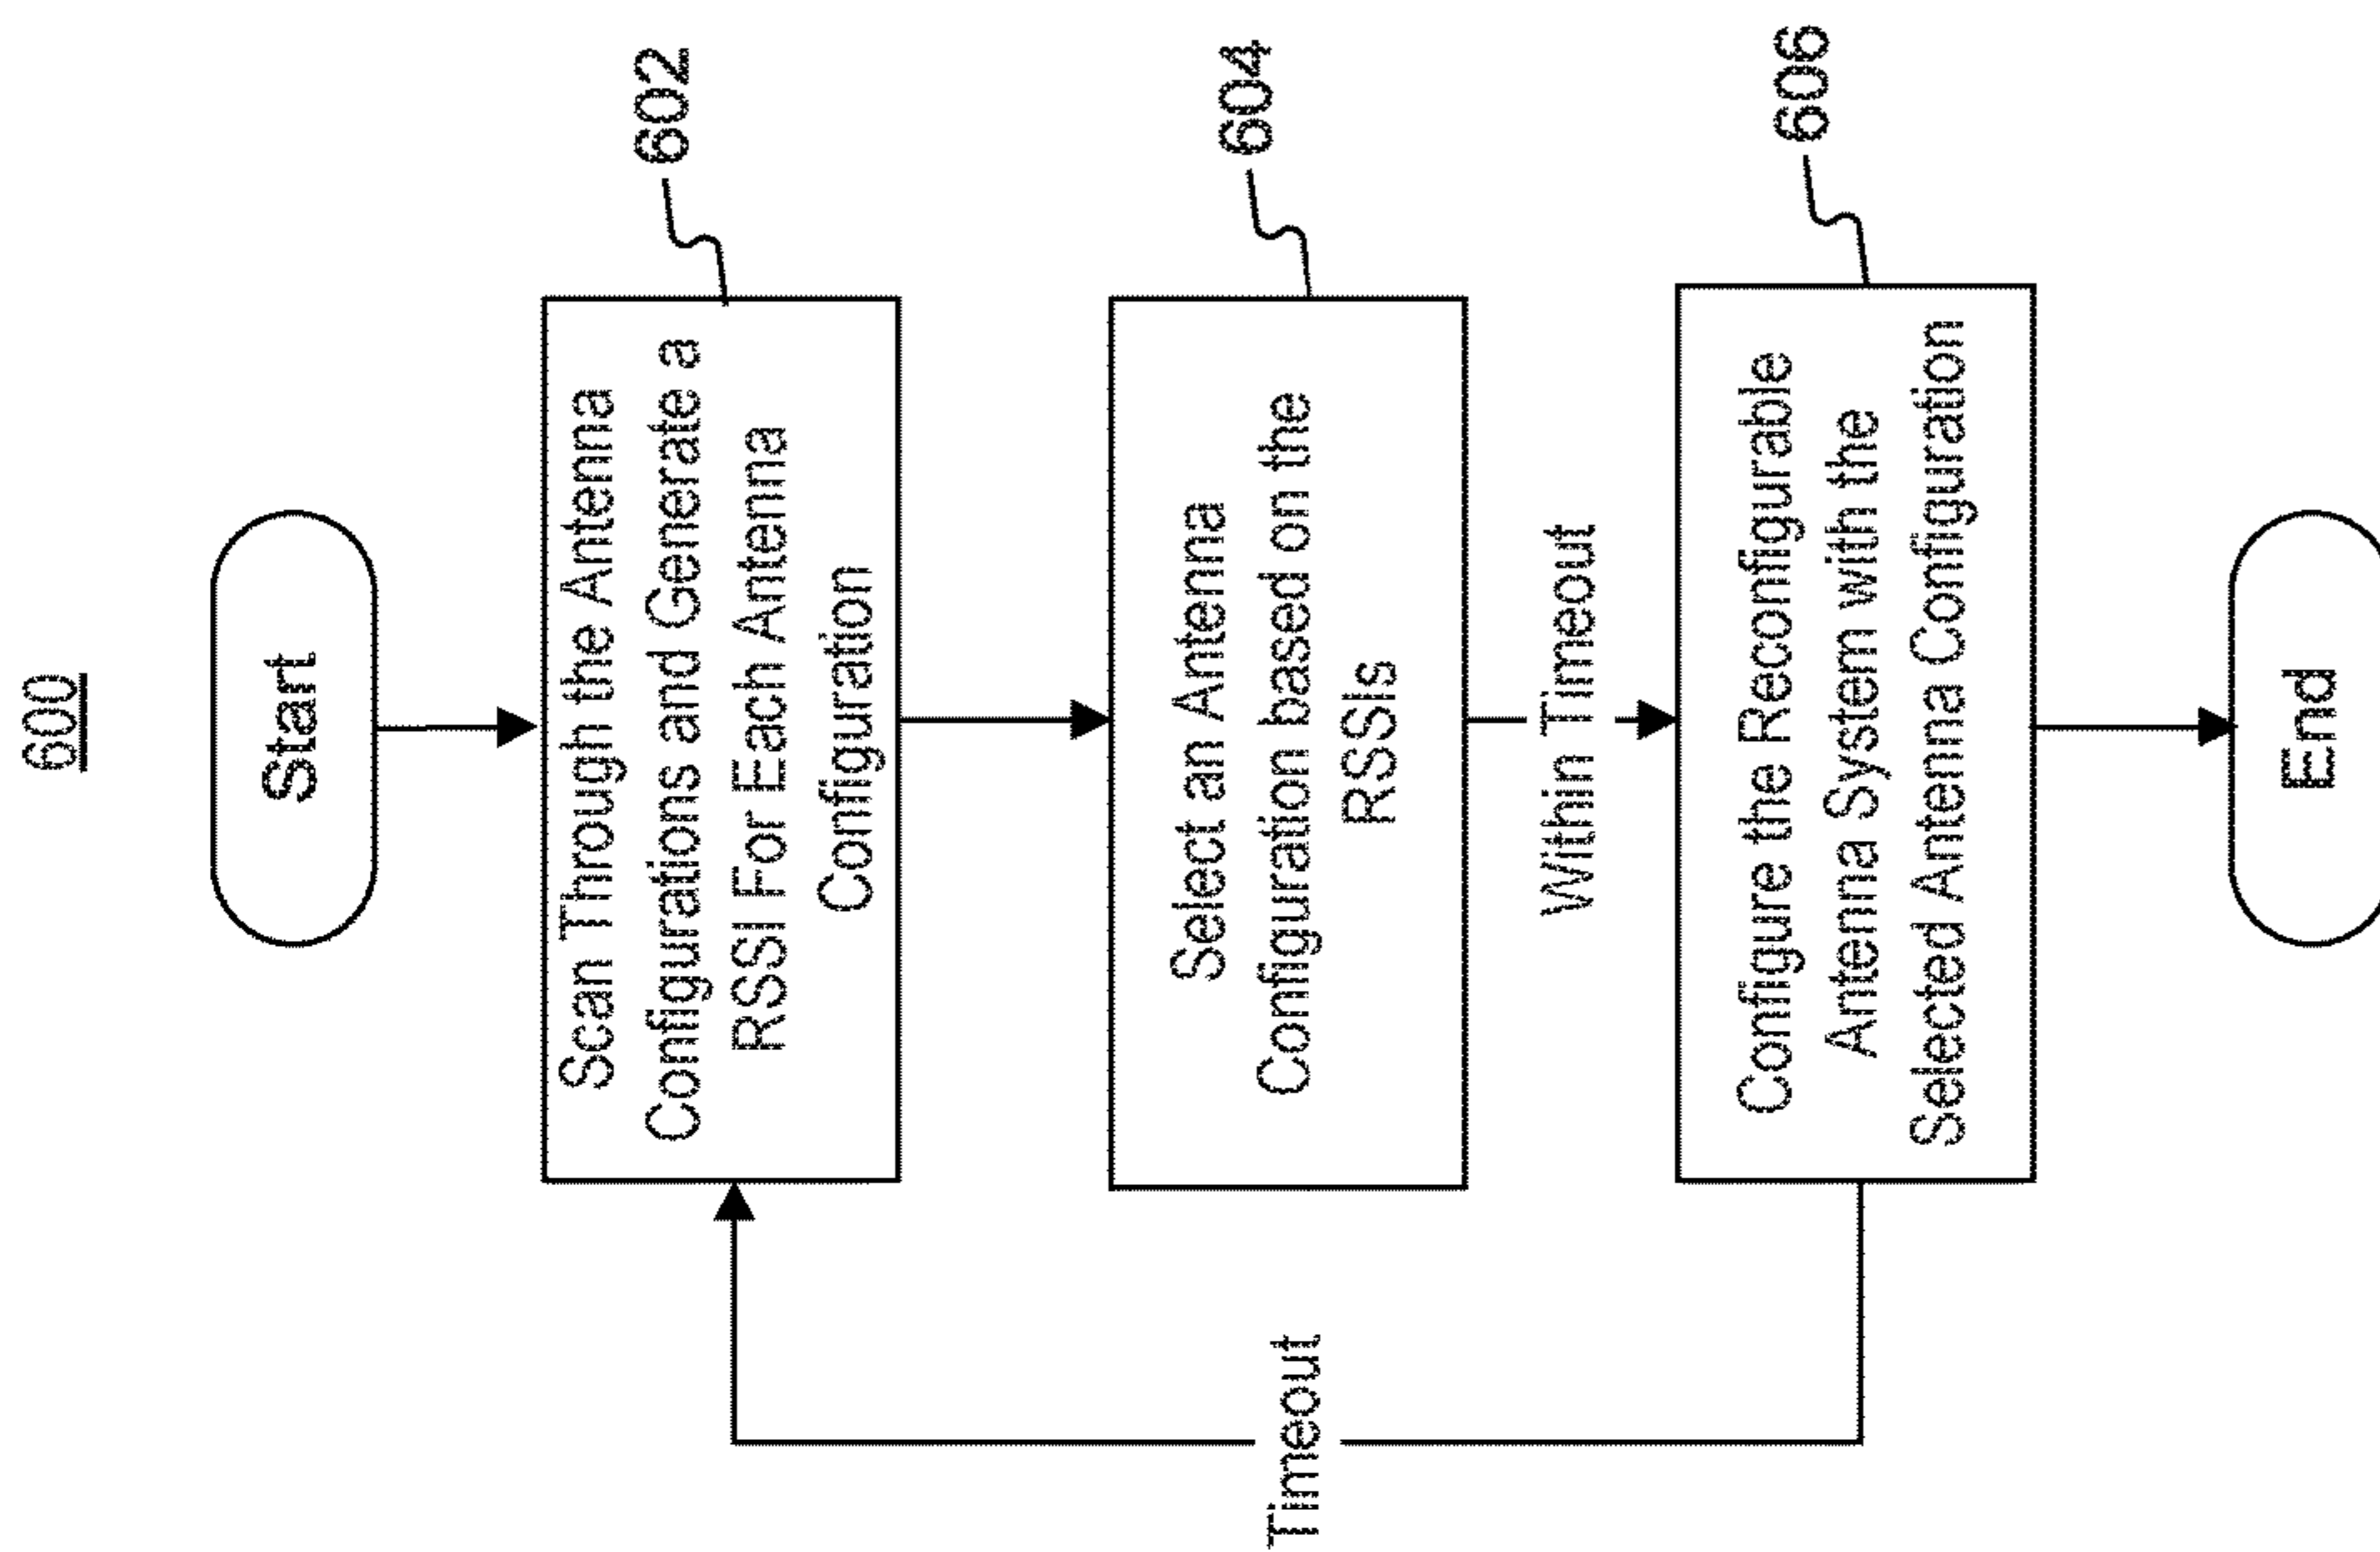 600
Start
Scan Through the Antenna
Configurations and Generate a
RSSI For Each Antenna
Configuration
602
Select an Antenna
Configuration based on the
RSSIs
604
Within Timeout
Timeout
Configure the Reconfigurable
Antenna System with the
Selected Antenna Configuration
606
End